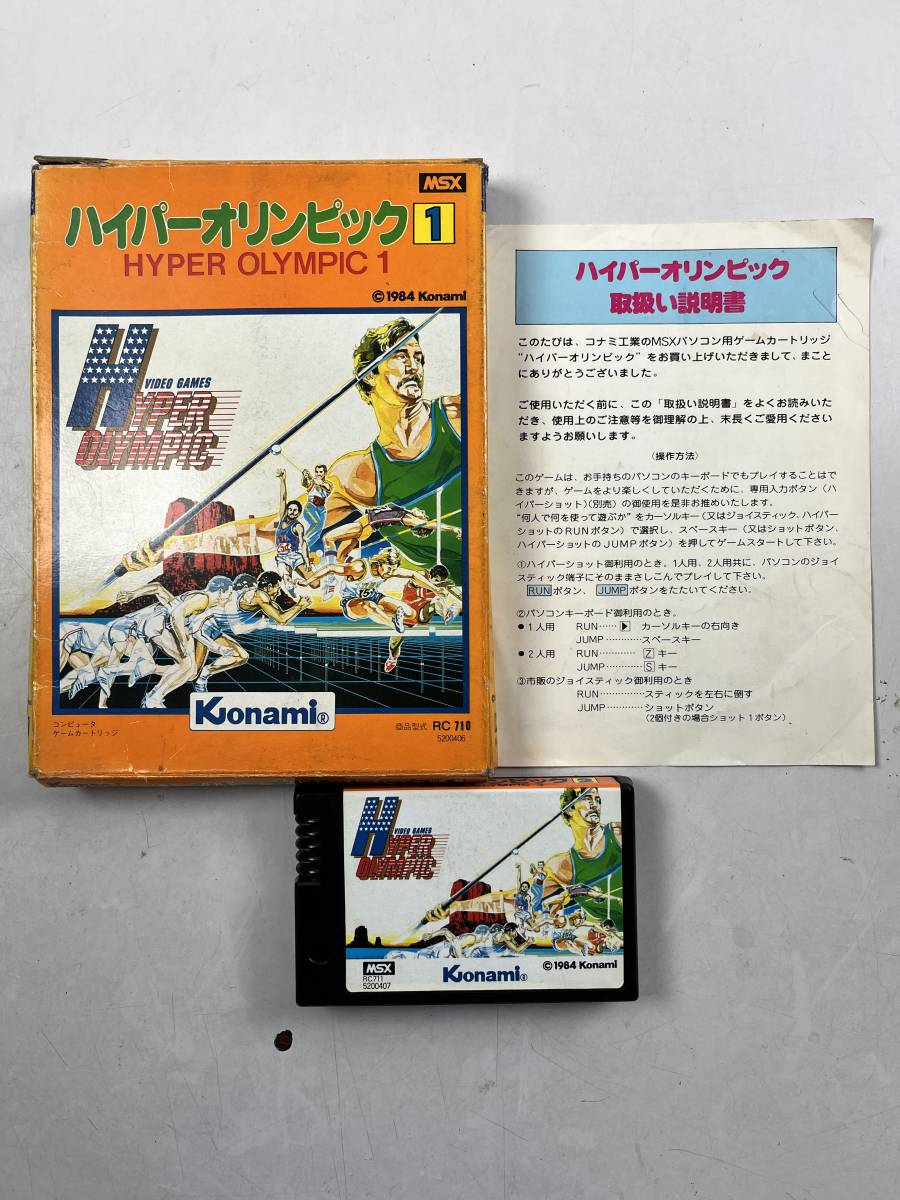 MSX
ハイパーオリンピック 1
HYPER OLYMPIC 1
©1984 Konami
H
VIDEO GAMES
HYPER
OLYMPIC
Konami®
コンピュータ
ゲームカートリッジ
商品型式 RC 710
5200406
ハイパーオリンピック
取扱い説明書
このたびは、コナミ工業のMSXパソコン用ゲームカートリッジ
“ハイパーオリンピック”をお買い上げいただきまして、まこと
にありがとうございました。
ご使用いただく前に、この「取扱い説明書」をよくお読みいた
だき、使用上のご注意等を御理解の上、末長くご愛用ください
ますようお願いします。
〈操作方法〉
このゲームは、お手持ちのパソコンのキーボードでもプレイすることはで
きますが、ゲームをより楽しくしていただくために、専用入力ボタン(ハ
イパーショット)(別売)の御使用を是非お推めいたします。
“何人で何を使って遊ぶか”をカーソルキー(又はジョイスティック、ハイパー
ショットのRUNボタン)で選択し、スペースキー(又はショットボタン、
ハイパーショットのJUMPボタン)を押してゲームスタートして下さい。
①ハイパーショット御利用のとき。1人用、2人用共に、パソコンのジョイ
スティック端子にそのままさしこんでプレイして下さい。
RUNボタン、 JUMPボタンをたたいてください。
②パソコンキーボード御利用のとき。
●1人用 RUN…… ▶ カーソルキーの右向き
JUMP…………スペースキー
●2人用 RUN………… Z キー
JUMP………… S キー
③市販のジョイスティック御利用のとき
RUN……………スティックを左右に倒す
JUMP…………ショットボタン
(2個付きの場合ショット1ボタン)
VIDEO GAMES
HYPER
OLYMPIC
MSX
RC711
5200407
Konami®
©1984 Konami